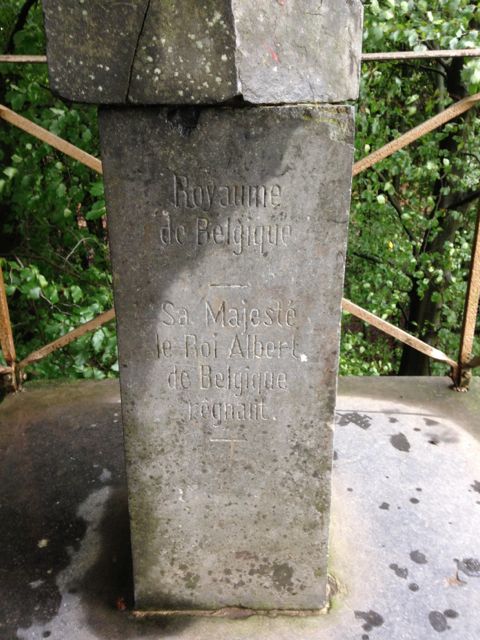 Royaume
de Belgique
Sa Majesté
le Roi Albert
de Belgique
régnant.